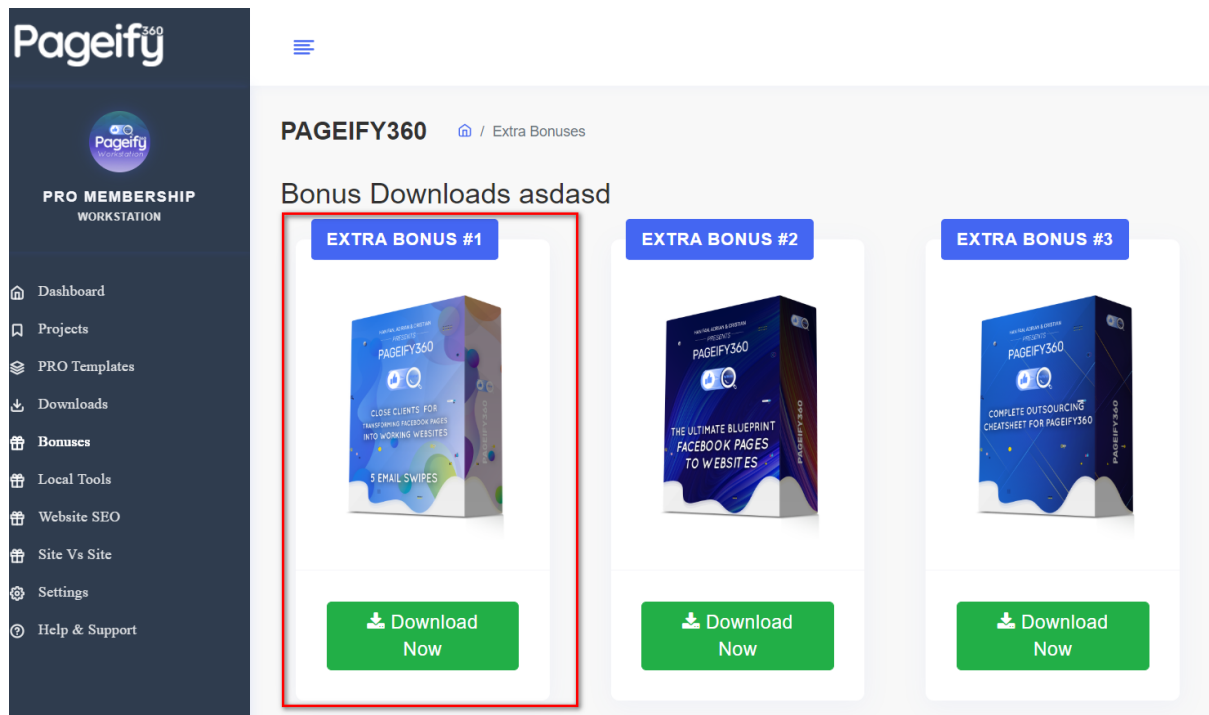 Pageify360
Pageify
Workstation
PRO MEMBERSHIP
WORKSTATION
Dashboard
Projects
PRO Templates
Downloads
Bonuses
Local Tools
Website SEO
Site Vs Site
Settings
Help & Support
PAGEIFY360 / Extra Bonuses
Bonus Downloads asdasd
EXTRA BONUS #1
PRESENTS
PAGEIFY360
CLOSE CLIENTS FOR
TRANSFORMING FACEBOOK PAGES
INTO WORKING WEBSITES
5 EMAIL SWIPES
PAGEIFY360
Download
Now
EXTRA BONUS #2
PRESENTS
PAGEIFY360
THE ULTIMATE BLUEPRINT
FACEBOOK PAGES
TO WEBSITES
PAGEIFY360
Download
Now
EXTRA BONUS #3
PRESENTS
PAGEIFY360
COMPLETE OUTSOURCING
CHEATSHEET FOR PAGEIFY360
PAGEIFY360
Download
Now